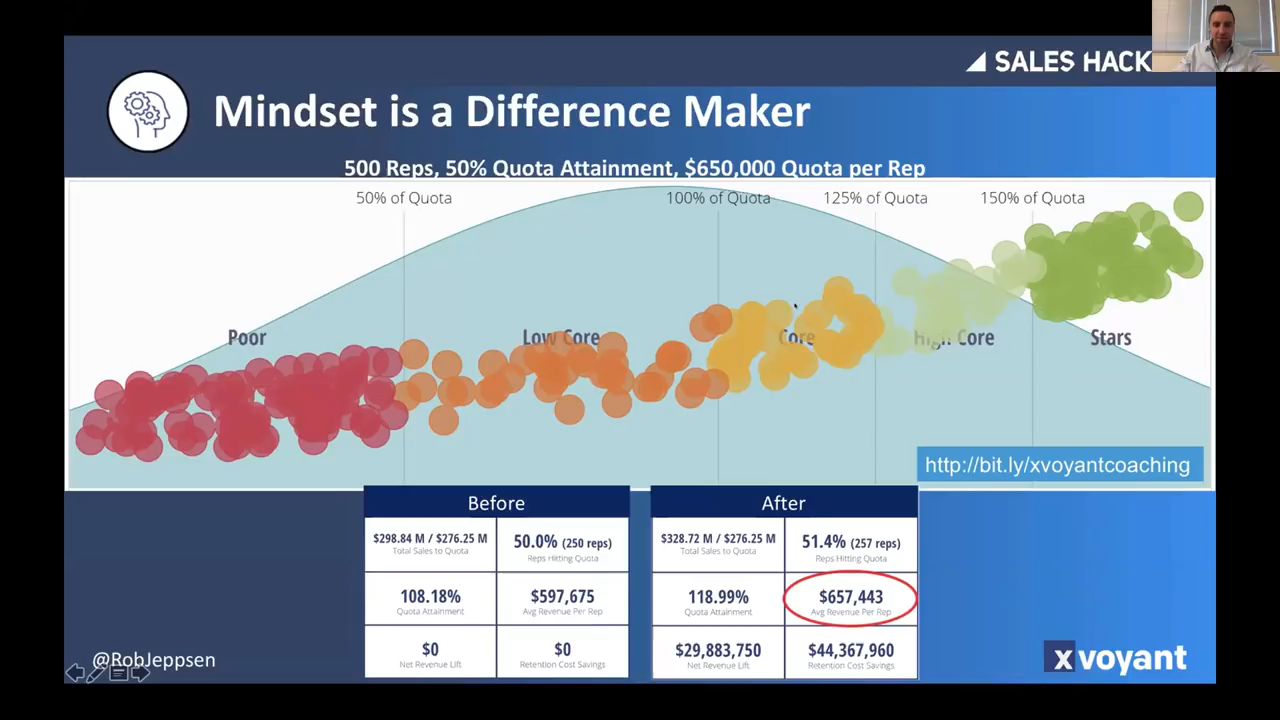 SALES HACK
Mindset is a Difference Maker
500 Reps, 50% Quota Attainment, $650,000 Quota per Rep
50% of Quota
100% of Quota
125% of Quota
150% of Quota
Poor
Low Core
Core
High Core
Stars
http://bit.ly/xvoyantcoaching
Before
$298.84 M / $276.25 M
Total Sales to Quota
50.0% (250 reps)
Reps Hitting Quota
108.18%
Quota Attainment
$597,675
Avg Revenue Per Rep
$0
Net Revenue Lift
$0
Retention Cost Savings
After
$328.72 M / $276.25 M
Total Sales to Quota
51.4% (257 reps)
Reps Hitting Quota
118.99%
Quota Attainment
$657,443
Avg Revenue Per Rep
$29,883,750
Net Revenue Lift
$44,367,960
Retention Cost Savings
@RobJeppsen
xvoyant